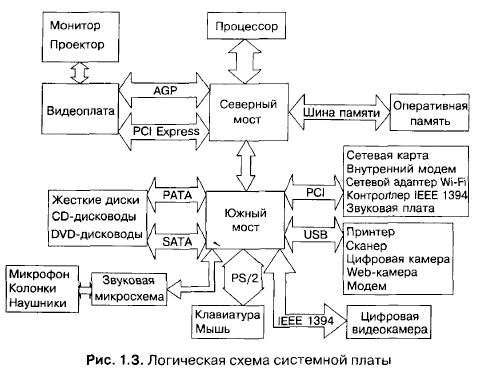 Монитор
Проектор
Процессор
AGP
Видеоплата
Северный
мост
Шина памяти
Оперативная
память
PCI Express
Жесткие диски
CD-дисководы
DVD-дисководы
PATA
SATA
Южный
мост
PCI
USB
Сетевая карта
Внутренний модем
Сетевой адаптер Wi-Fi
Контроллер IEEE 1394
Звуковая плата
Принтер
Сканер
Цифровая камера
Web-камера
Модем
Микрофон
Колонки
Наушники
Звуковая
микросхема
PS/2
Клавиатура
Мышь
IEEE 1394
Цифровая
видеокамера
Рис. 1.3. Логическая схема системной платы